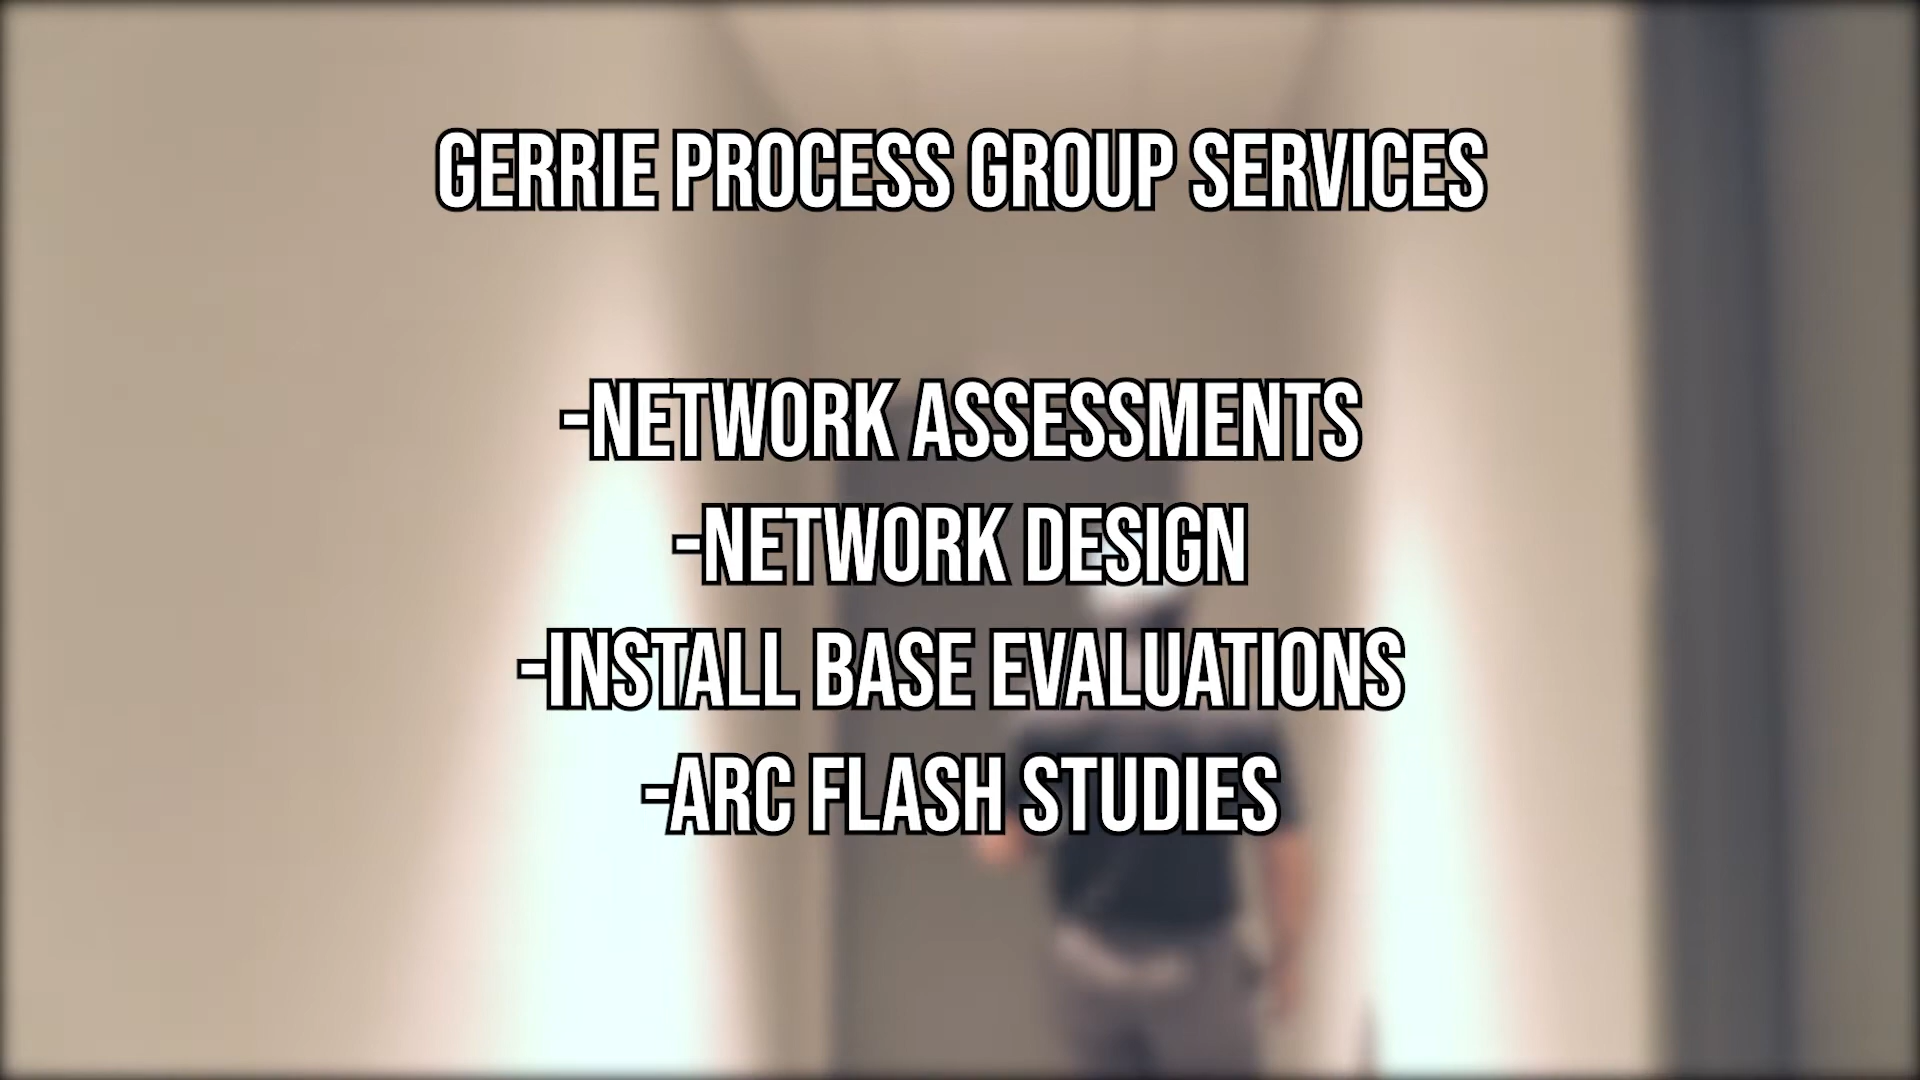 GERRIE PROCESS GROUP SERVICES
-NETWORK ASSESSMENTS
-NETWORK DESIGN
-INSTALL BASE EVALUATIONS
-ARC FLASH STUDIES